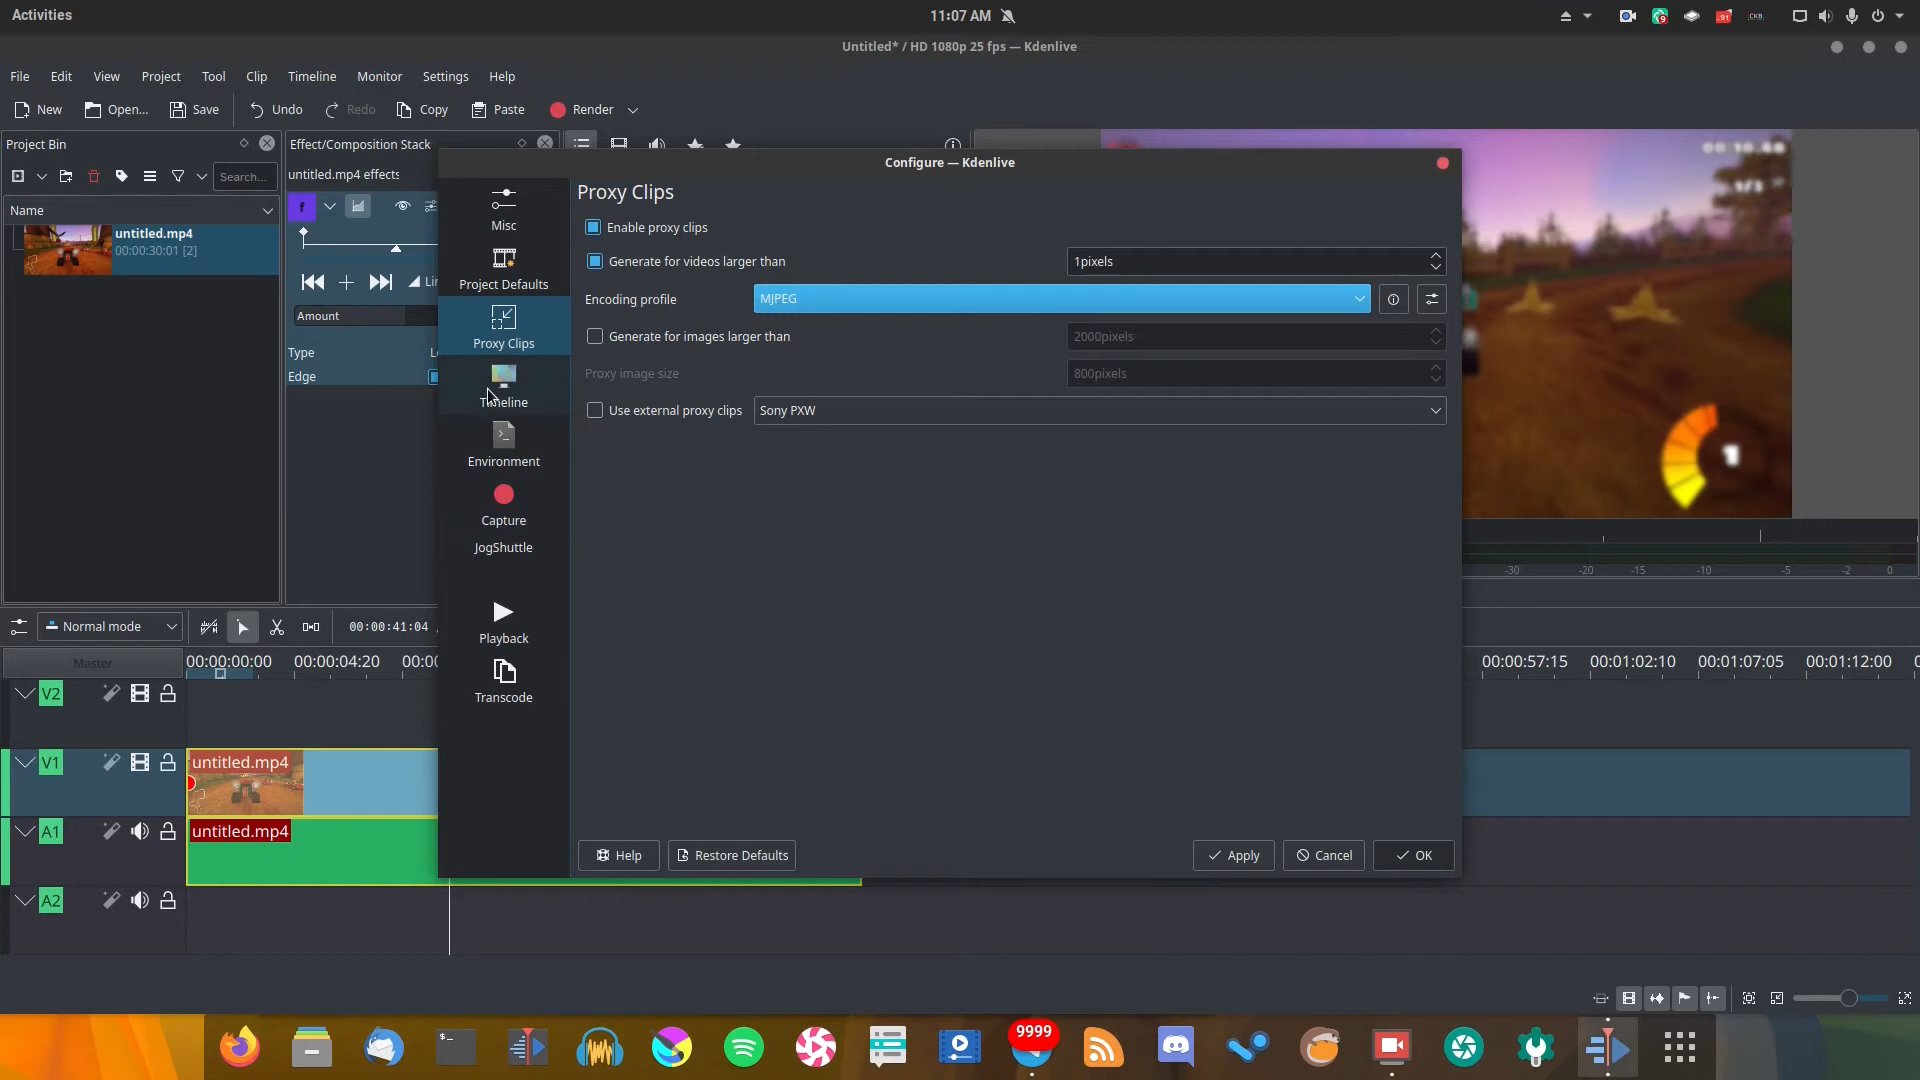 Activities
11:07 AM
9
91
CKB
Untitled* / HD 1080p 25 fps — Kdenlive
File Edit View Project Tool Clip Timeline Monitor Settings Help
New Open... Save Undo Redo Copy Paste Render
Project Bin
Effect/Composition Stack
Search...
untitled.mp4 effects
Name
untitled.mp4
00:00:30:01 [2]
f
Amount
Type
Edge
Configure — Kdenlive
Misc
Project Defaults
Proxy Clips
Timeline
Environment
Capture
JogShuttle
Playback
Transcode
Proxy Clips
Enable proxy clips
Generate for videos larger than 1pixels
Encoding profile MJPEG
Generate for images larger than 2000pixels
Proxy image size 800pixels
Use external proxy clips Sony PXW
Help Restore Defaults Apply Cancel OK
1
-30 -20 -15 -10 -5 -2 0
Normal mode 00:00:41:04
Master 00:00:00:00 00:00:04:20 00:00:57:15 00:01:02:10 00:01:07:05 00:01:12:00
V2
V1 untitled.mp4
A1 untitled.mp4
A2
9999